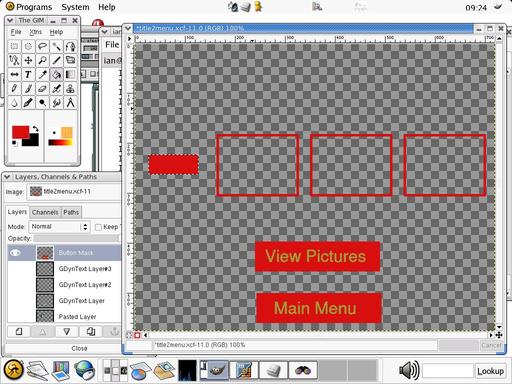 Programs System Help
09:24
The GIM
File Xtns Help
File
ian@
*title2menu.xcf-11.0 (RGB) 100%
Layers, Channels & Paths
Image: title2menu.xcf-11
Layers Channels Paths
Mode: Normal Keep T
Opacity:
Button Mask
GDynText Layer#3
GDynText Layer#2
GDynText Layer
Pasted Layer
Close
View Pictures
Main Menu
*title2menu.xcf-11.0 (RGB) 100%
Cancel
Lookup